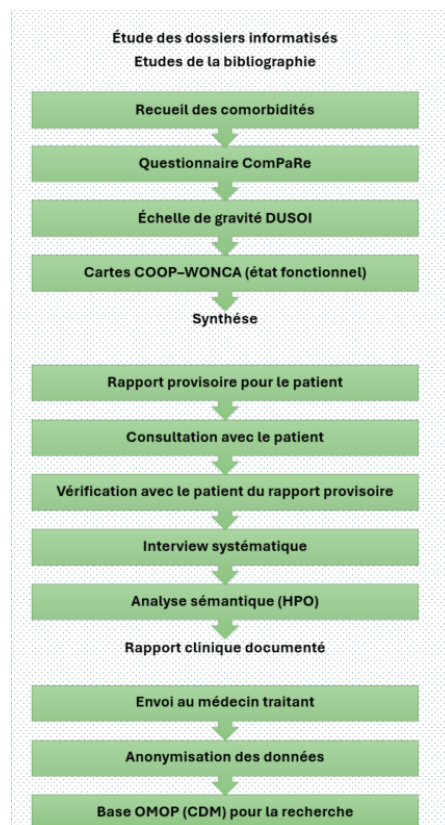 Étude des dossiers informatisés
Etudes de la bibliographie
Recueil des comorbidités
Questionnaire ComPaRe
Échelle de gravité DUSOI
Cartes COOP–WONCA (état fonctionnel)
Synthése
Rapport provisoire pour le patient
Consultation avec le patient
Vérification avec le patient du rapport provisoire
Interview systématique
Analyse sémantique (HPO)
Rapport clinique documenté
Envoi au médecin traitant
Anonymisation des données
Base OMOP (CDM) pour la recherche